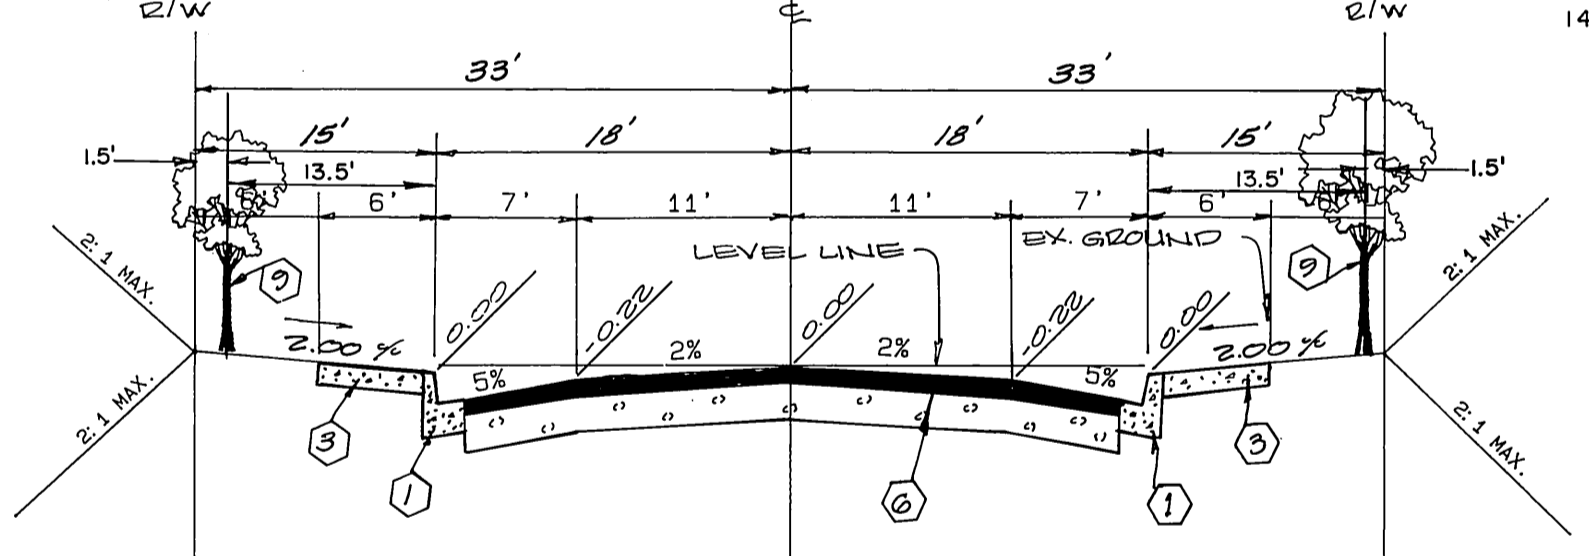 R/W ℄ R/W 14
33' 33'
15' 18' 18' 15'
1.5' 13.5' 13.5' 1.5'
6' 7' 11' 11' 7' 6'
LEVEL LINE EX. GROUND
2:1 MAX. 2:1 MAX.
9 9
0.00 -0.22 0.00 -0.22 0.00
2.00 % 2% 2% 2.00 %
5% 5%
2:1 MAX. 2:1 MAX.
3 3
1 6 1